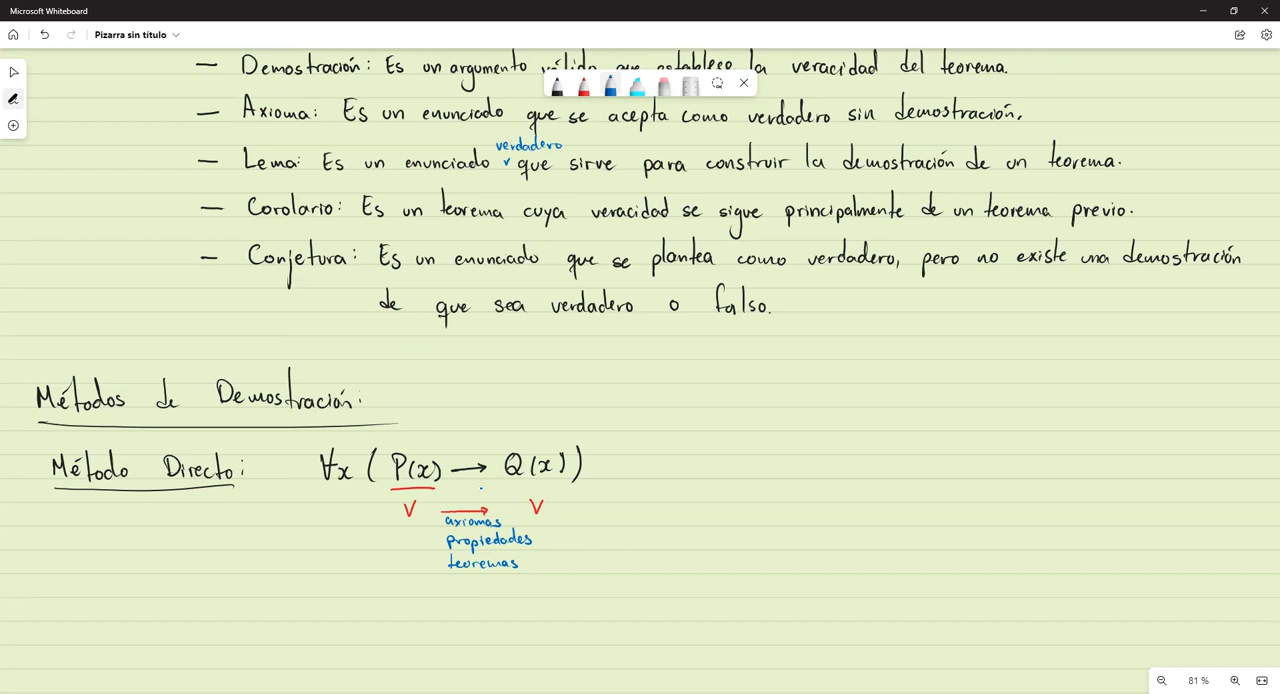 Microsoft Whiteboard
Pizarra sin título
— Demostración: Es un argumento válido que establece la veracidad del teorema.
— Axioma: Es un enunciado que se acepta como verdadero sin demostración.
verdadero
— Lema: Es un enunciado ˅ que sirve para construir la demostración de un teorema.
— Corolario: Es un teorema cuya veracidad se sigue principalmente de un teorema previo.
— Conjetura: Es un enunciado que se plantea como verdadero, pero no existe una demostración
de que sea verdadero o falso.
Métodos de Demostración:
Método Directo: ∀x ( P(x) → Q(x) )
V → V
axiomas
propiedades
teoremas
81 %